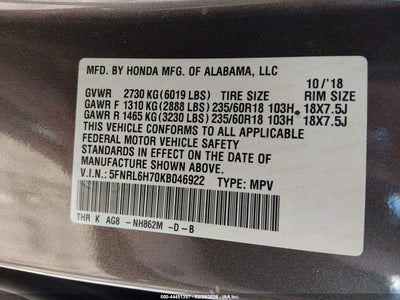 MFD. BY HONDA MFG. OF ALABAMA, LLC
10/'18
GVWR 2730 KG(6019 LBS) TIRE SIZE RIM SIZE
GAWR F 1310 KG(2888 LBS) 235/60R18 103H 18X7.5J
GAWR R 1465 KG(3230 LBS) 235/60R18 103H 18X7.5J
THIS VEHICLE CONFORMS TO ALL APPLICABLE
FEDERAL MOTOR VEHICLE SAFETY
STANDARDS IN EFFECT ON THE DATE OF MANUFACTURE
SHOWN ABOVE.
V.I.N.: 5FNRL6H70KB046922 TYPE: MPV
THR K AG8 - NH862M -D-B